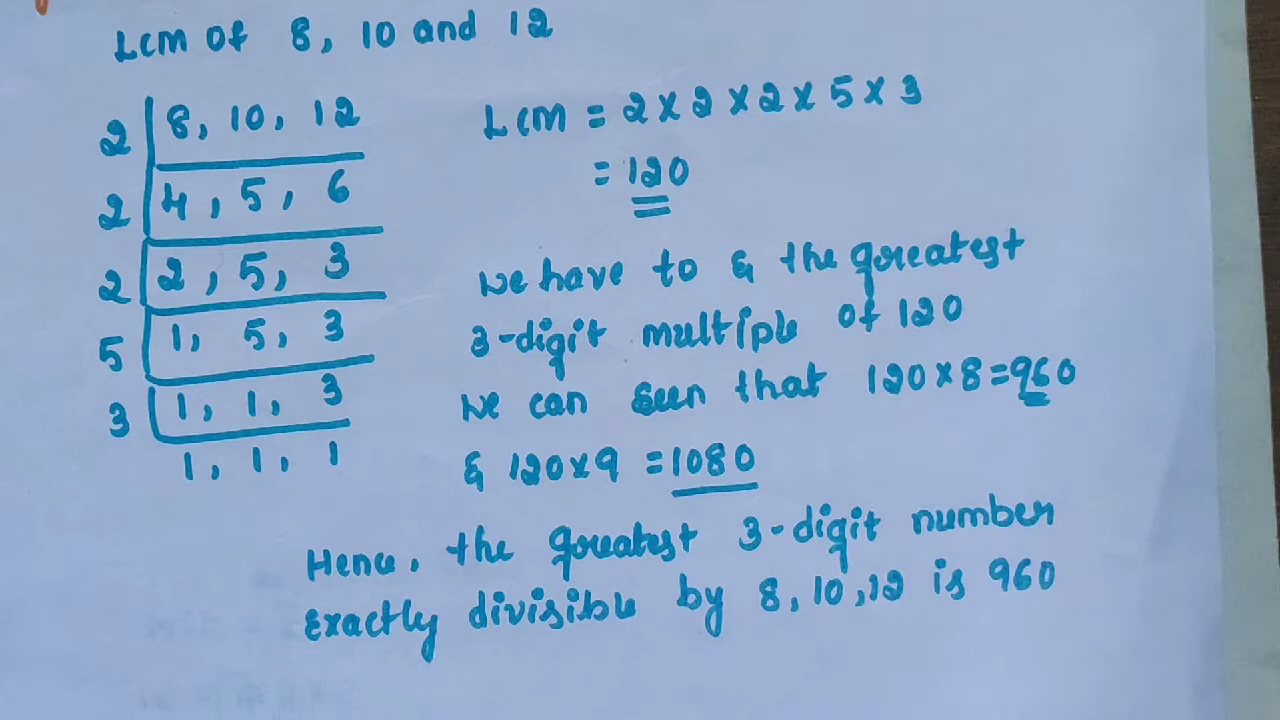 LCM of 8, 10 and 12
2 | 8, 10, 12
2 | 4, 5, 6
2 | 2, 5, 3
5 | 1, 5, 3
3 | 1, 1, 3
1, 1, 1
LCM = 2 x 2 x 2 x 5 x 3
= 120
We have to & the greatest
3-digit multiple of 120
We can seen that 120 x 8 = 960
& 120 x 9 = 1080
Hence, the greatest 3-digit number
exactly divisible by 8, 10, 12 is 960